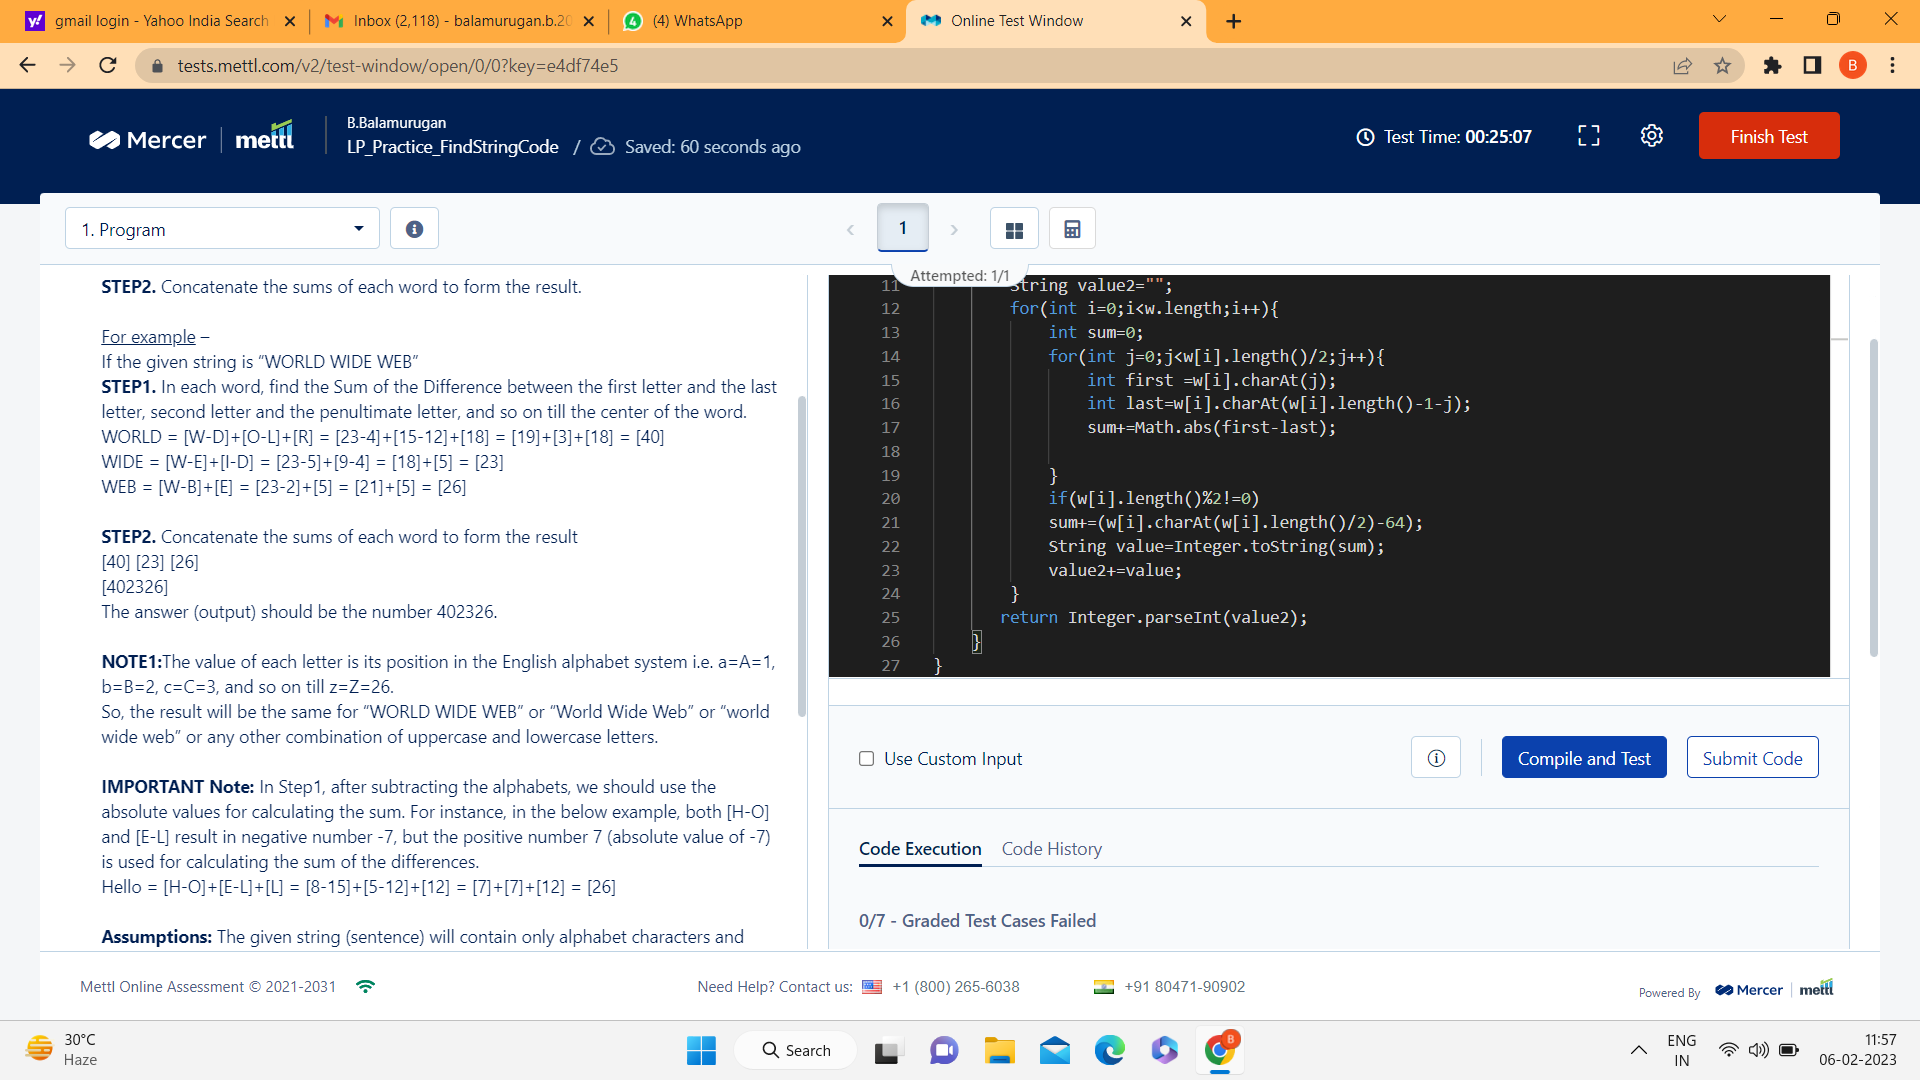 gmail login - Yahoo India Search
Inbox (2,118) - balamurugan.b.20
(4) WhatsApp
Online Test Window
tests.mettl.com/v2/test-window/open/0/0?key=e4df74e5
B
Mercer
mettl
B.Balamurugan
LP_Practice_FindStringCode / Saved: 60 seconds ago
Test Time: 00:25:07
Finish Test
1. Program
1
Attempted: 1/1
STEP2. Concatenate the sums of each word to form the result.
For example –
If the given string is “WORLD WIDE WEB”
STEP1. In each word, find the Sum of the Difference between the first letter and the last
letter, second letter and the penultimate letter, and so on till the center of the word.
WORLD = [W-D]+[O-L]+[R] = [23-4]+[15-12]+[18] = [19]+[3]+[18] = [40]
WIDE = [W-E]+[I-D] = [23-5]+[9-4] = [18]+[5] = [23]
WEB = [W-B]+[E] = [23-2]+[5] = [21]+[5] = [26]
STEP2. Concatenate the sums of each word to form the result
[40] [23] [26]
[402326]
The answer (output) should be the number 402326.
NOTE1:The value of each letter is its position in the English alphabet system i.e. a=A=1,
b=B=2, c=C=3, and so on till z=Z=26.
So, the result will be the same for “WORLD WIDE WEB” or “World Wide Web” or “world
wide web” or any other combination of uppercase and lowercase letters.
IMPORTANT Note: In Step1, after subtracting the alphabets, we should use the
absolute values for calculating the sum. For instance, in the below example, both [H-O]
and [E-L] result in negative number -7, but the positive number 7 (absolute value of -7)
is used for calculating the sum of the differences.
Hello = [H-O]+[E-L]+[L] = [8-15]+[5-12]+[12] = [7]+[7]+[12] = [26]
Assumptions: The given string (sentence) will contain only alphabet characters and
11 String value2="";
12 for(int i=0;i<w.length;i++){
13 int sum=0;
14 for(int j=0;j<w[i].length()/2;j++){
15 int first =w[i].charAt(j);
16 int last=w[i].charAt(w[i].length()-1-j);
17 sum+=Math.abs(first-last);
18
19 }
20 if(w[i].length()%2!=0)
21 sum+=(w[i].charAt(w[i].length()/2)-64);
22 String value=Integer.toString(sum);
23 value2+=value;
24 }
25 return Integer.parseInt(value2);
26 }
27 }
Use Custom Input
Compile and Test
Submit Code
Code Execution
Code History
0/7 - Graded Test Cases Failed
Mettl Online Assessment © 2021-2031
Need Help? Contact us: +1 (800) 265-6038
+91 80471-90902
Powered By Mercer mettl
30°C
Haze
Search
B
ENG
IN
11:57
06-02-2023